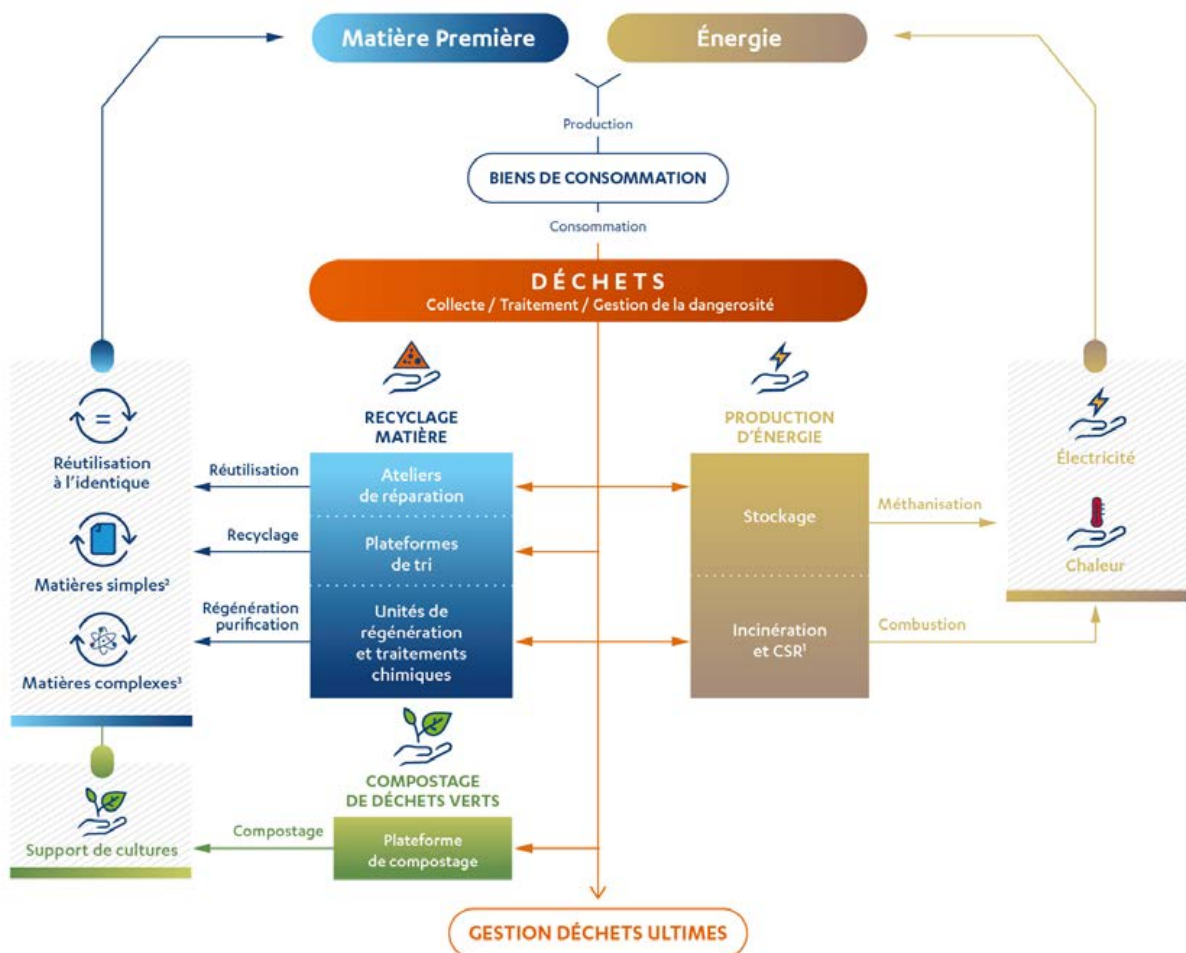 Matière Première
Énergie
Production
BIENS DE CONSOMMATION
Consommation
DÉCHETS
Collecte / Traitement / Gestion de la dangerosité
RECYCLAGE
MATIÈRE
PRODUCTION
D'ÉNERGIE
=
Réutilisation
à l'identique
Réutilisation
Ateliers
de réparation
Stockage
Méthanisation
Électricité
Matières simples²
Recyclage
Plateformes
de tri
Chaleur
Matières complexes³
Régénération
purification
Unités de
régénération
et traitements
chimiques
Incinération
et CSR¹
Combustion
COMPOSTAGE
DE DÉCHETS VERTS
Support de cultures
Compostage
Plateforme
de compostage
GESTION DÉCHETS ULTIMES